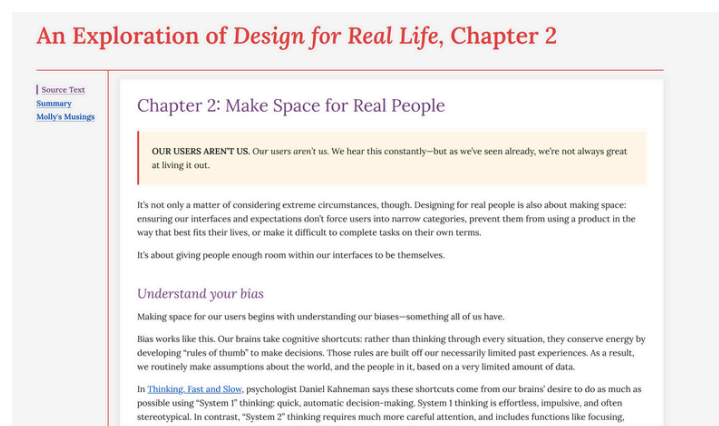 An Exploration of Design for Real Life, Chapter 2
Source Text
Summary
Molly's Musings
Chapter 2: Make Space for Real People
OUR USERS AREN'T US. Our users aren't us. We hear this constantly—but as we've seen already, we're not always great
at living it out.
It's not only a matter of considering extreme circumstances, though. Designing for real people is also about making space:
ensuring our interfaces and expectations don't force users into narrow categories, prevent them from using a product in the
way that best fits their lives, or make it difficult to complete tasks on their own terms.
It's about giving people enough room within our interfaces to be themselves.
Understand your bias
Making space for our users begins with understanding our biases—something all of us have.
Bias works like this. Our brains take cognitive shortcuts: rather than thinking through every situation, they conserve energy by
developing “rules of thumb” to make decisions. Those rules are built off our necessarily limited past experiences. As a result,
we routinely make assumptions about the world, and the people in it, based on a very limited amount of data.
In Thinking, Fast and Slow, psychologist Daniel Kahneman says these shortcuts come from our brains' desire to do as much as
possible using “System 1” thinking: quick, automatic decision-making. System 1 thinking is effortless, impulsive, and often
stereotypical. In contrast, “System 2” thinking requires much more careful attention, and includes functions like focusing,